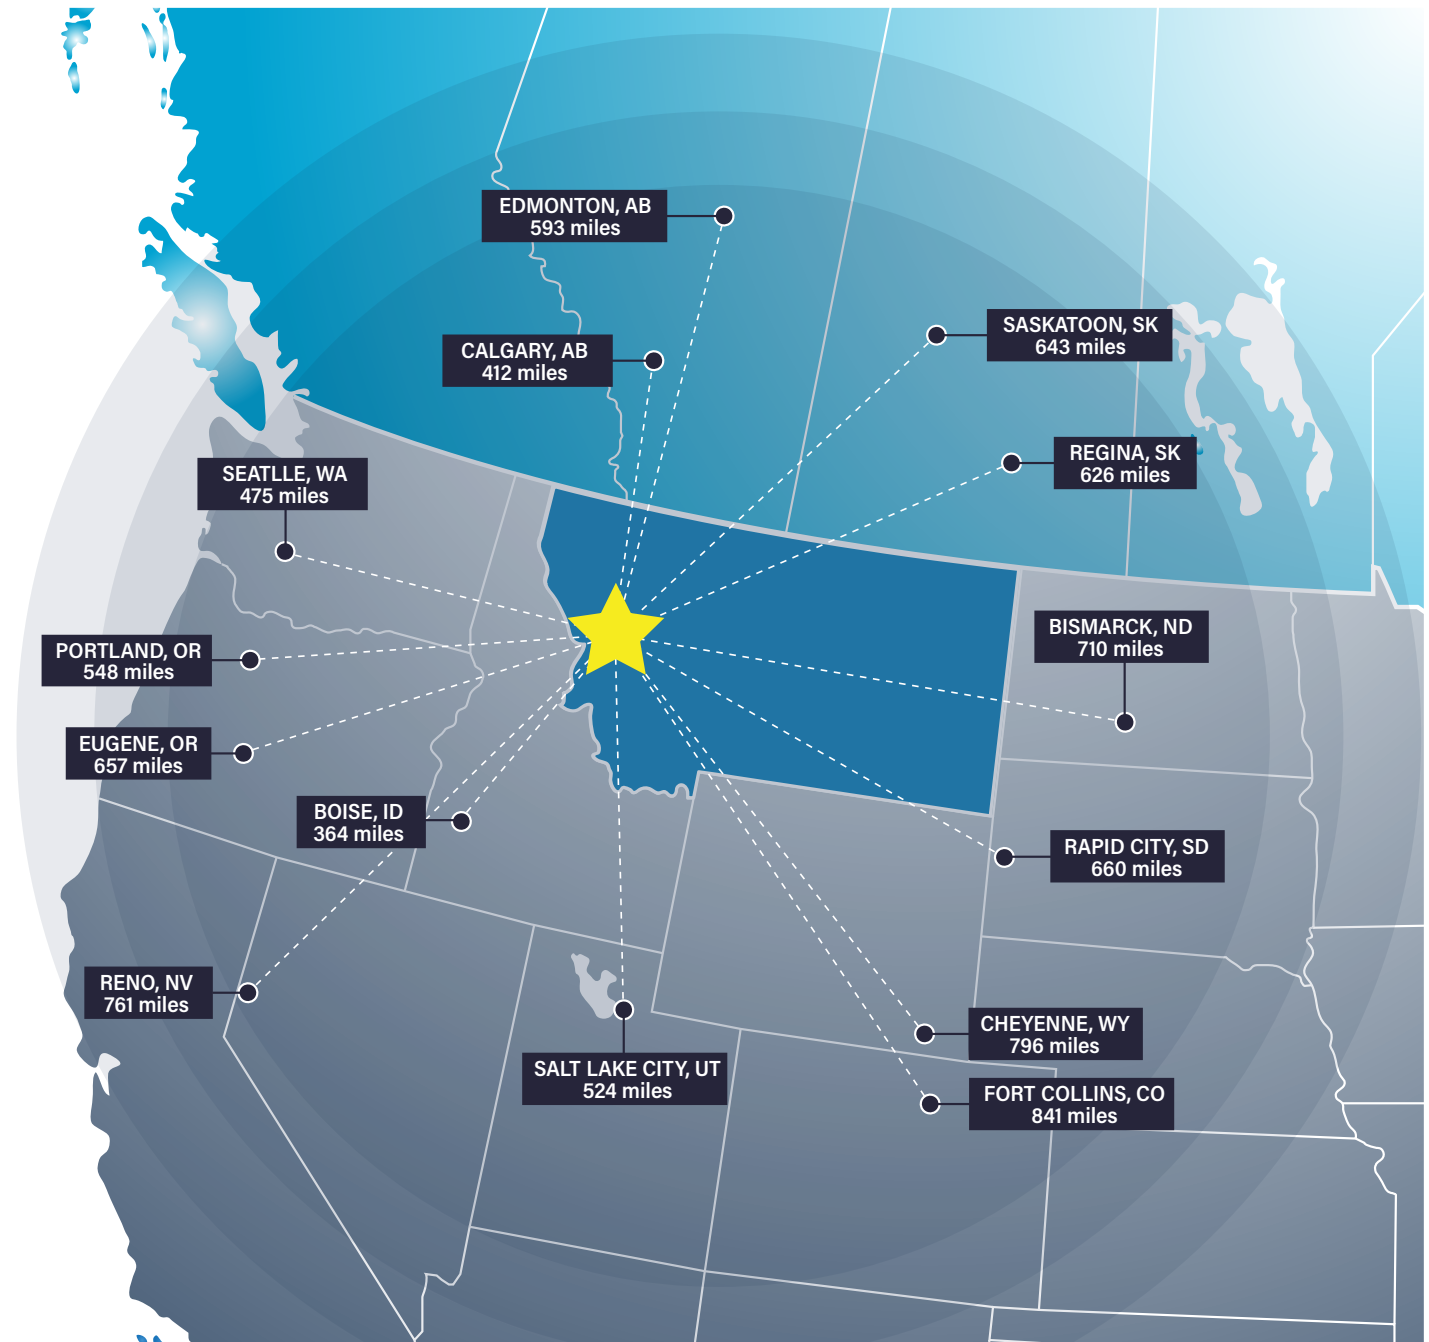 EDMONTON, AB
593 miles
SASKATOON, SK
643 miles
CALGARY, AB
412 miles
REGINA, SK
626 miles
SEATLLE, WA
475 miles
BISMARCK, ND
710 miles
PORTLAND, OR
548 miles
EUGENE, OR
657 miles
BOISE, ID
364 miles
RAPID CITY, SD
660 miles
RENO, NV
761 miles
CHEYENNE, WY
796 miles
SALT LAKE CITY, UT
524 miles
FORT COLLINS, CO
841 miles